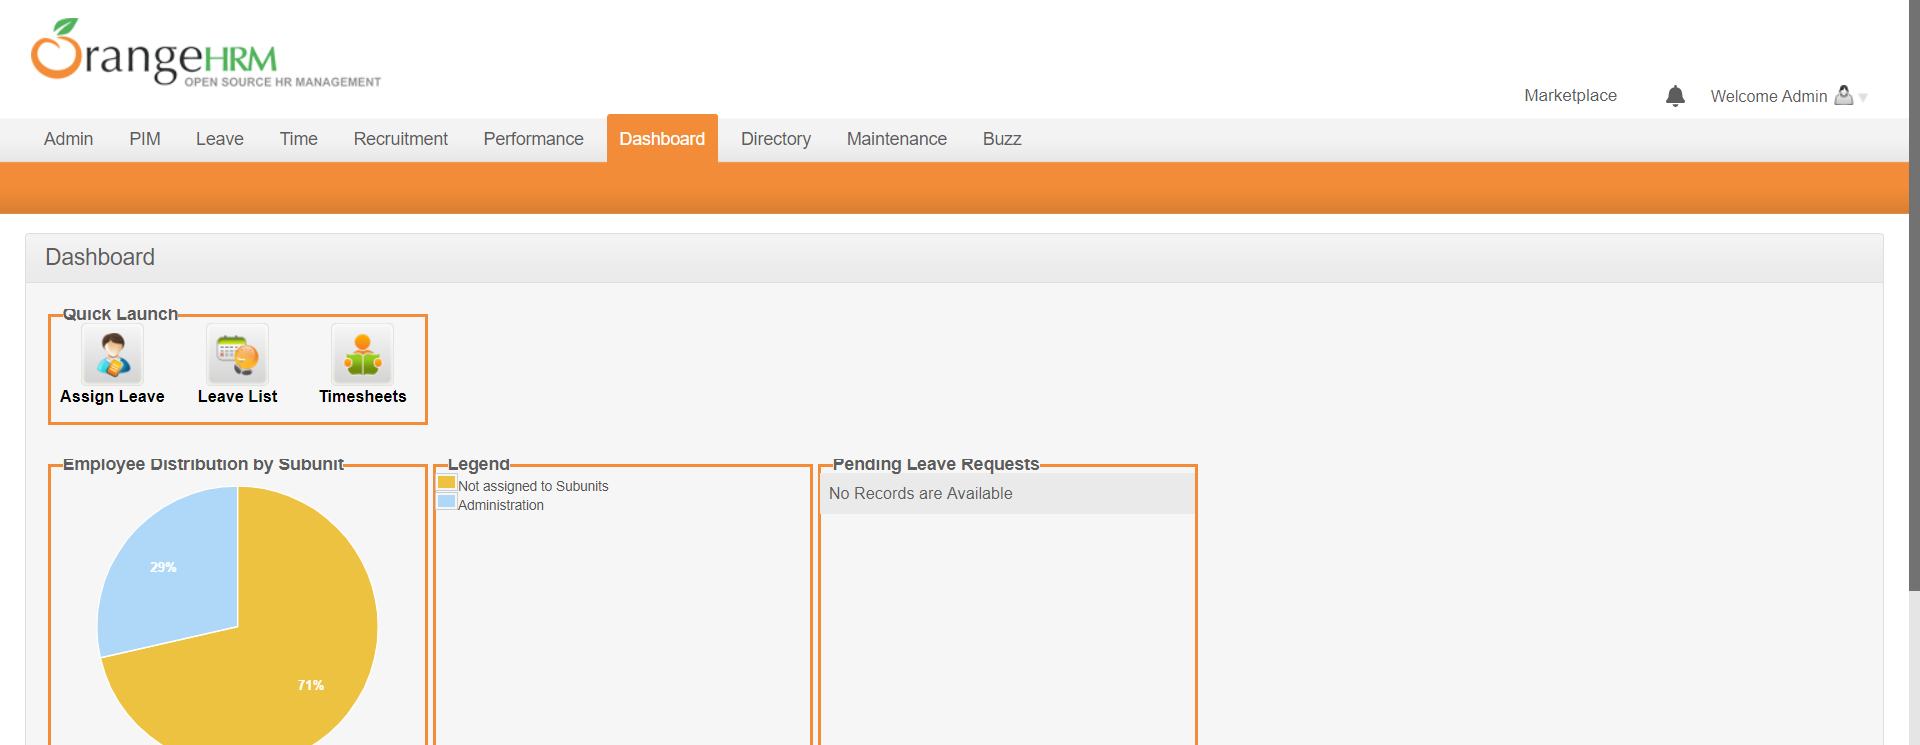 OrangeHRM
OPEN SOURCE HR MANAGEMENT
Marketplace
Welcome Admin
Admin PIM Leave Time Recruitment Performance Dashboard Directory Maintenance Buzz
Dashboard
Quick Launch
Assign Leave Leave List Timesheets
Employee Distribution by Subunit
29%
71%
Legend
Not assigned to Subunits
Administration
Pending Leave Requests
No Records are Available